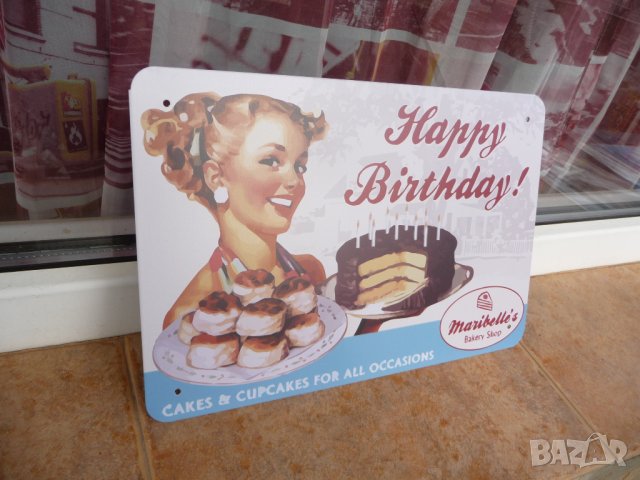 Happy
Birthday!
Maribelle's
Bakery Shop
CAKES & CUPCAKES FOR ALL OCCASIONS
BAZAR